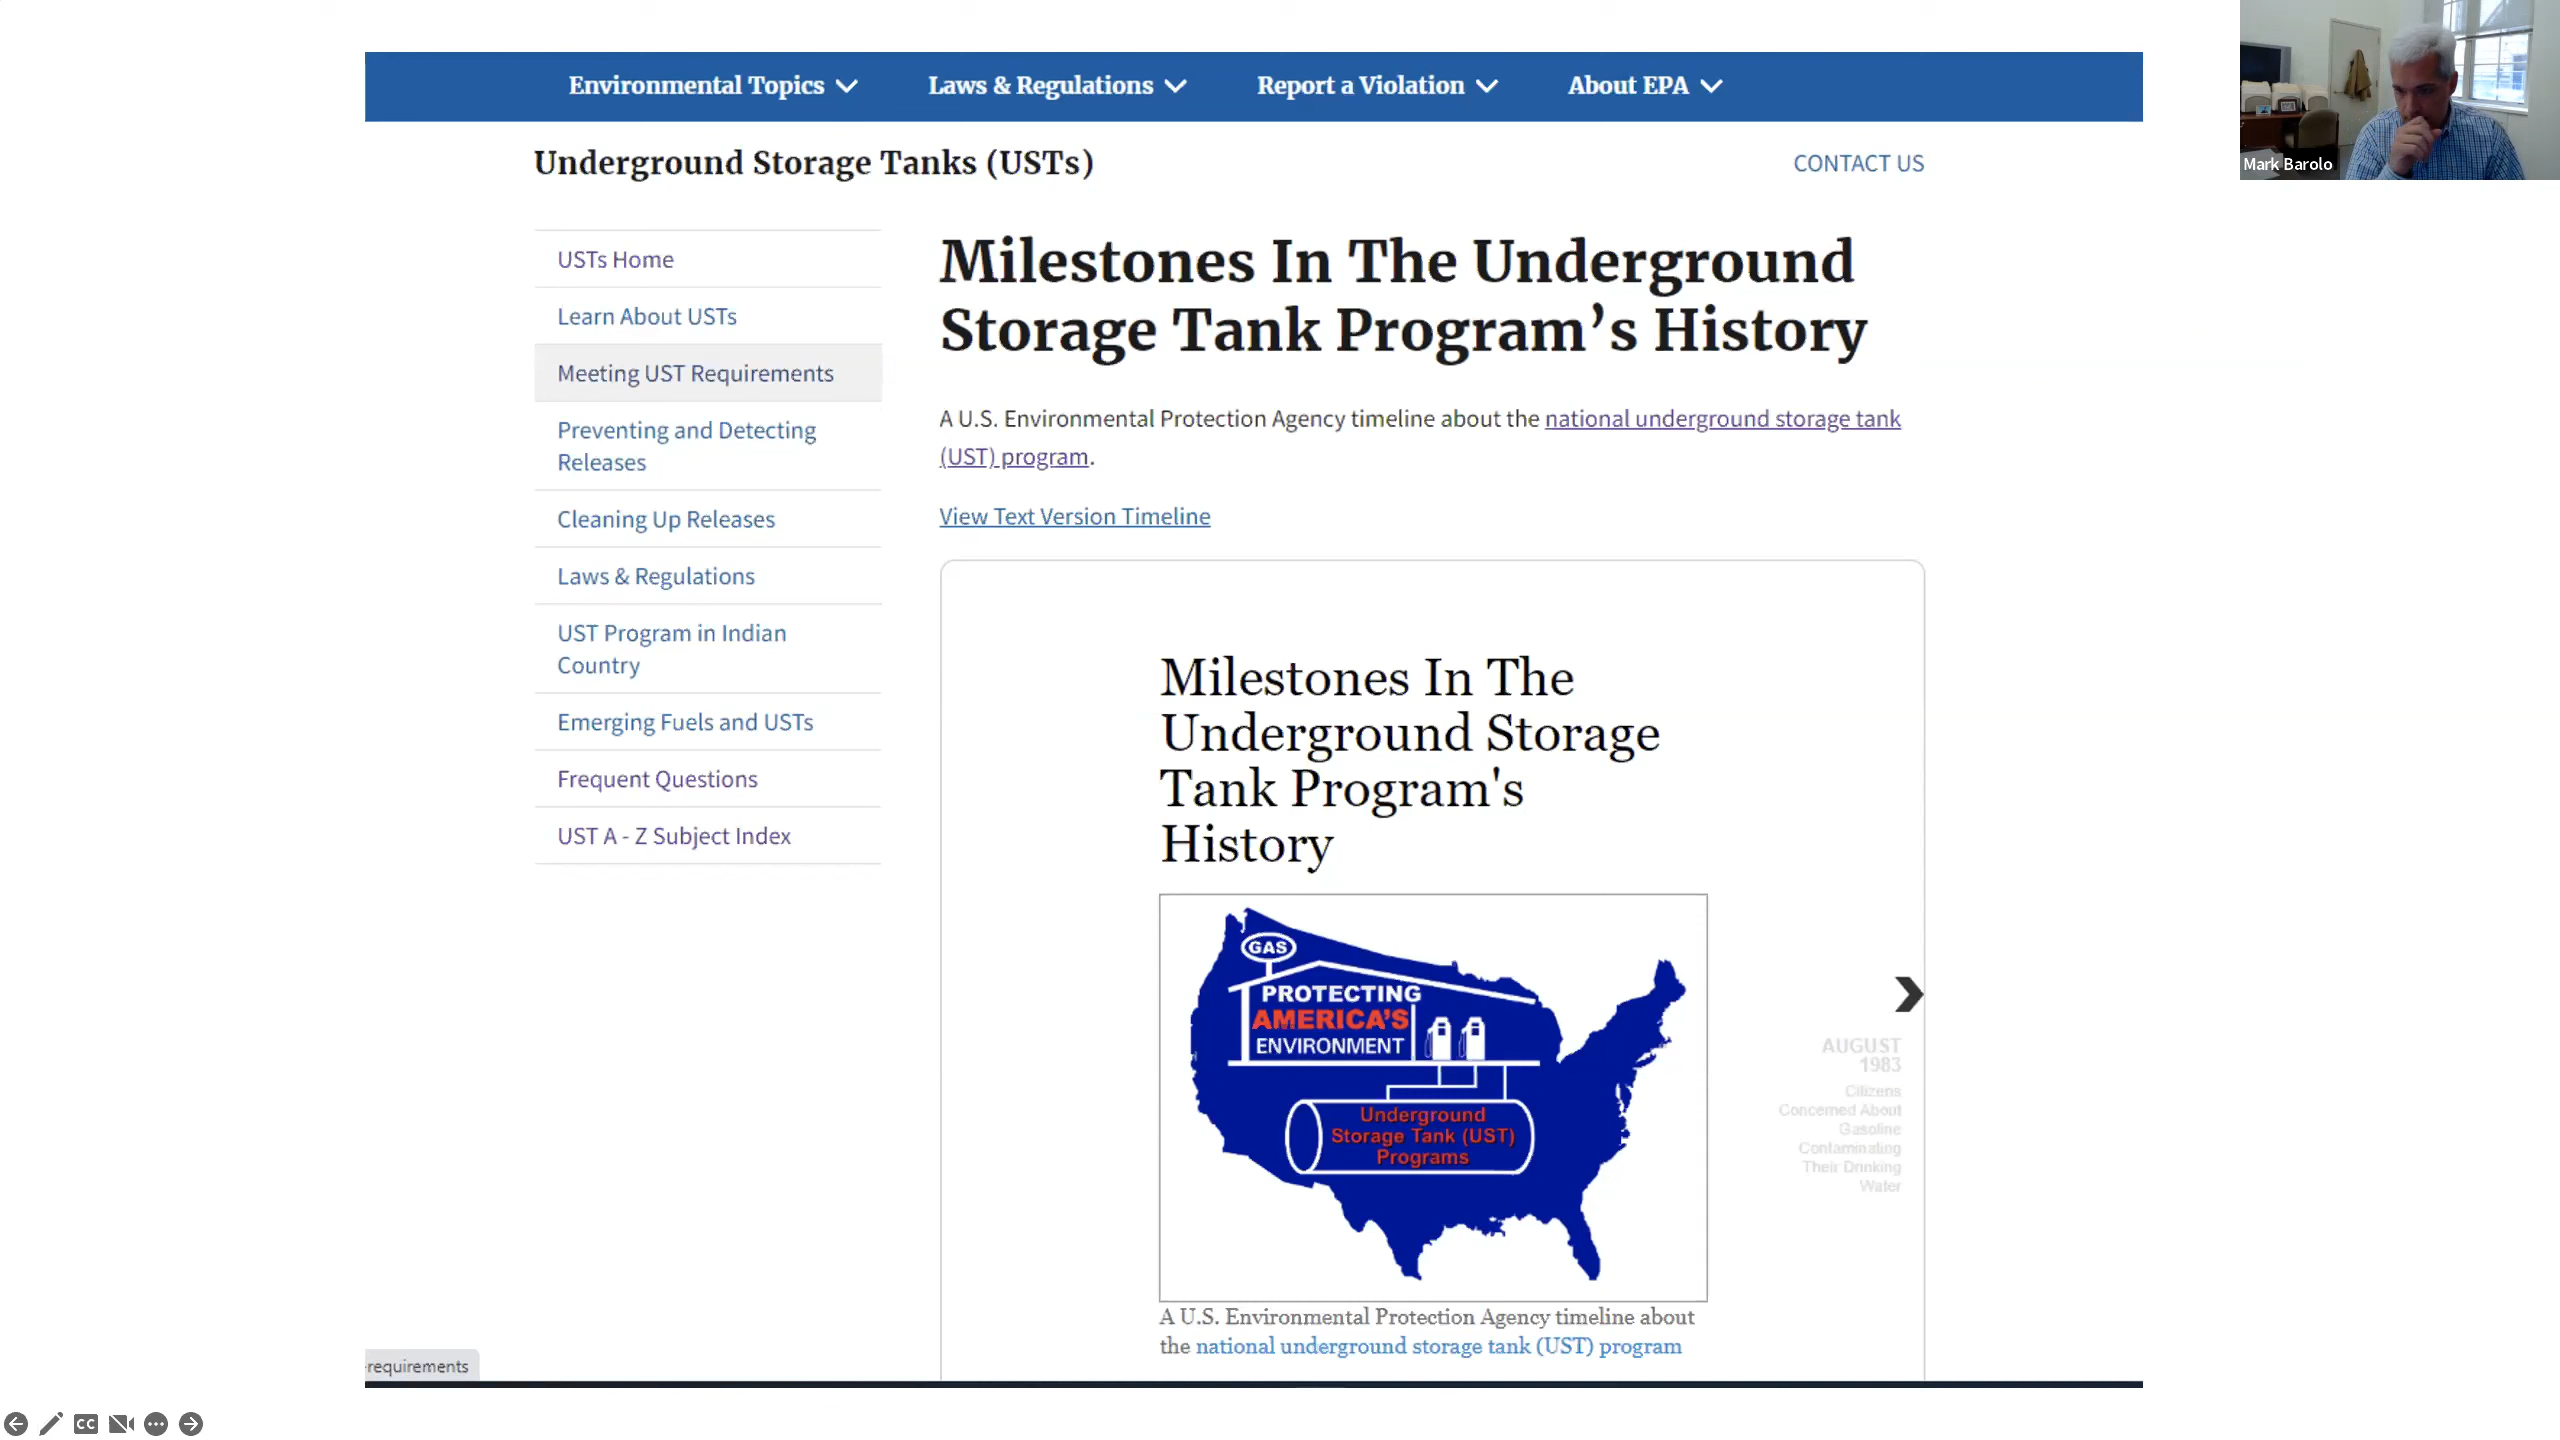 Environmental Topics
Laws & Regulations
Report a Violation
About EPA
Mark Barolo
Underground Storage Tanks (USTs)
CONTACT US
USTs Home
Learn About USTs
Meeting UST Requirements
Preventing and Detecting
Releases
Cleaning Up Releases
Laws & Regulations
UST Program in Indian
Country
Emerging Fuels and USTs
Frequent Questions
UST A - Z Subject Index
Milestones In The Underground
Storage Tank Program’s History
A U.S. Environmental Protection Agency timeline about the national underground storage tank
(UST) program.
View Text Version Timeline
Milestones In The
Underground Storage
Tank Program's
History
GAS
PROTECTING
AMERICA'S
ENVIRONMENT
Underground
Storage Tank (UST)
Programs
A U.S. Environmental Protection Agency timeline about
the national underground storage tank (UST) program
AUGUST
1983
Citizens
Concerned About
Gasoline
Contaminating
Their Drinking
Water
-requirements
CC